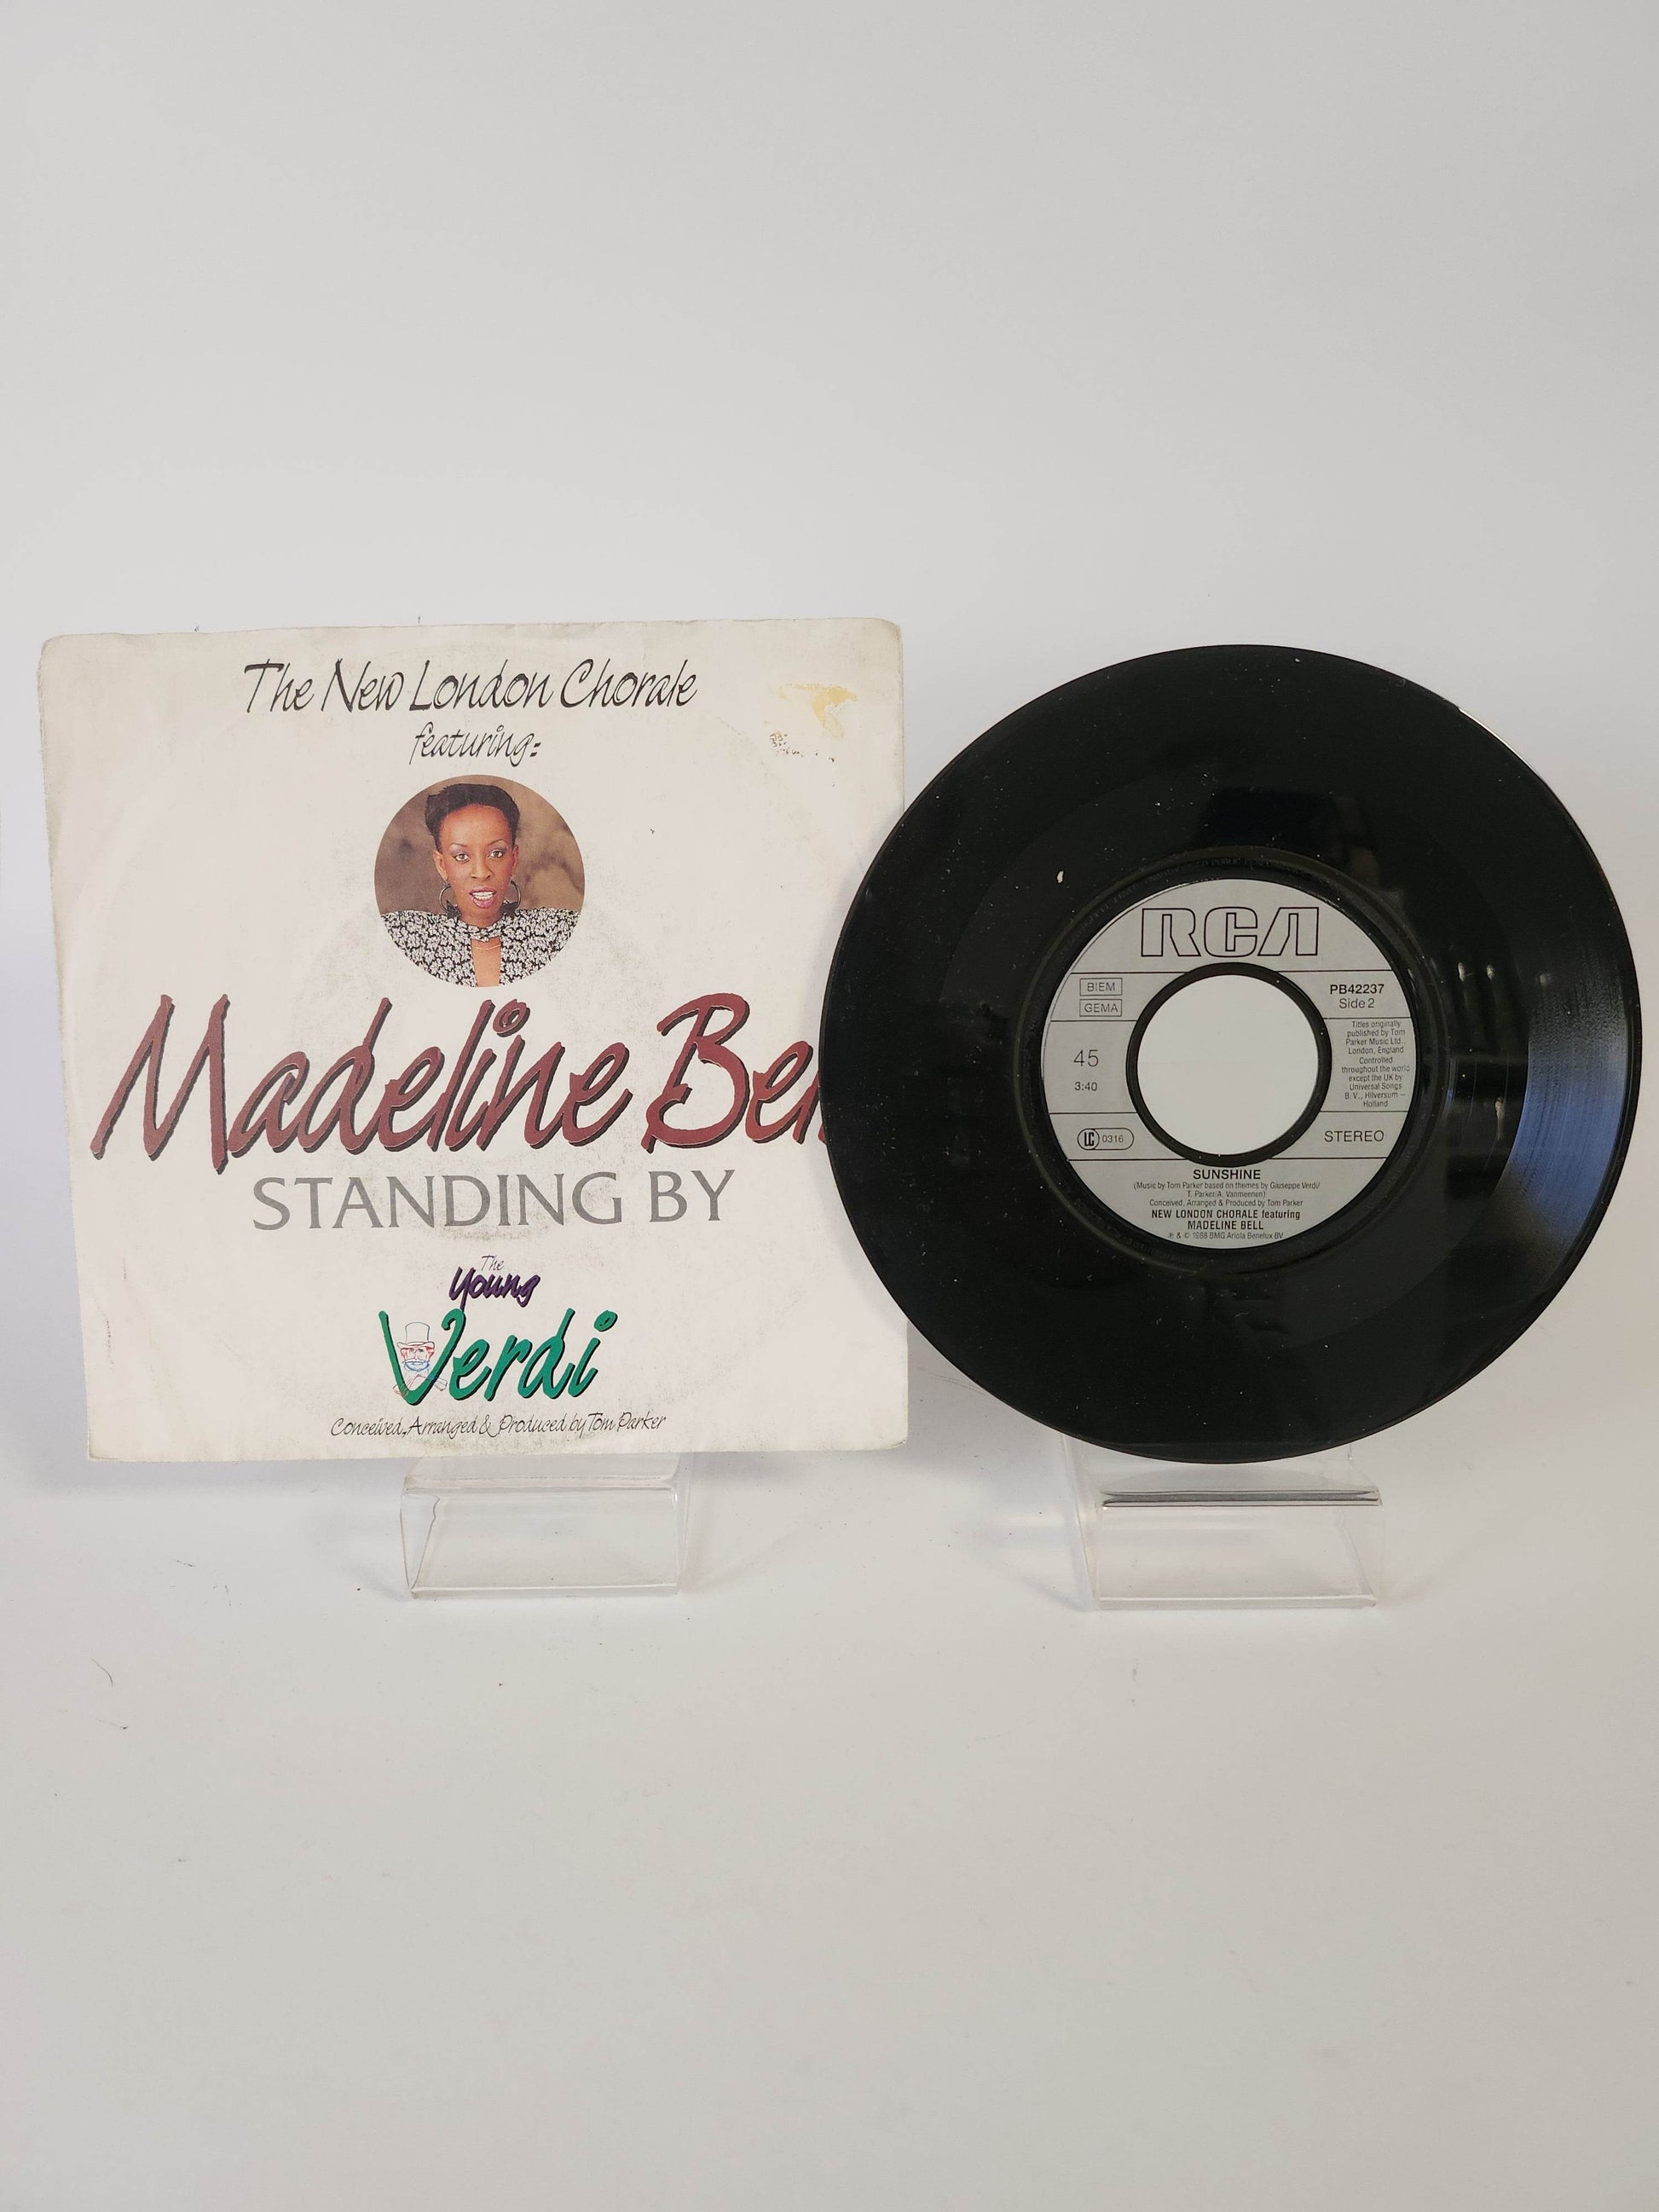 The New London Chorale
featuring:
Madeline Bel
STANDING BY
The
Young
Verdi
Conceived, Arranged & Produced by Tom Parker
RCA
BIEM
GEMA
PB42237
Side 2
45
3:40
Titles originally
published by Tom
Parker Music Ltd.,
London, England
Controlled
throughout the world
except the UK by
Universal Songs
B.V., Hilversum –
Holland
LC 0316
STEREO
SUNSHINE
(Music by Tom Parker based on themes by Giuseppe Verdi/
T. Parker/A. Vanmeenen)
Conceived, Arranged & Produced by Tom Parker
NEW LONDON CHORALE featuring
MADELINE BELL
℗ & © 1988 BMG Ariola Benelux BV